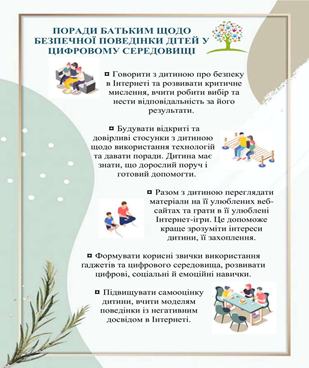 ПОРАДИ БАТЬКИМ ЩОДО
БЕЗПЕЧНОЇ ПОВЕДІНКИ ДІТЕЙ У
ЦИФРОВОМУ СЕРЕДОВИЩІ
¤ Говорити з дитиною про безпеку
в Інтернеті та розвивати критичне
мислення, вчити робити вибір та
нести відповідальність за його
результати.
¤ Будувати відкриті та
довірливі стосунки з дитиною
щодо використання технологій
та давати поради. Дитина має
знати, що дорослий поруч і
готовий допомогти.
¤ Разом з дитиною переглядати
матеріали на її улюблених веб-
сайтах та грати в її улюблені
Інтернет-ігри. Це допоможе
краще зрозуміти інтереси
дитини, її захоплення.
¤ Формувати корисні звички використання
гаджетів та цифрового середовища, розвивати
цифрові, соціальні й емоційні навички.
¤ Підвищувати самооцінку
дитини, вчити моделям
поведінки із негативним
досвідом в Інтернеті.